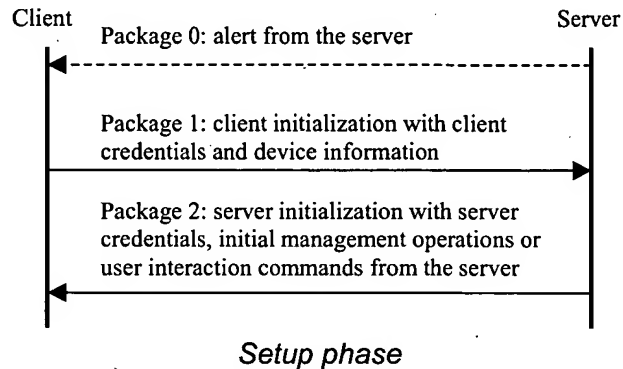 Client
Server
Package 0: alert from the server
Package 1: client initialization with client
credentials and device information
Package 2: server initialization with server
credentials, initial management operations or
user interaction commands from the server
Setup phase